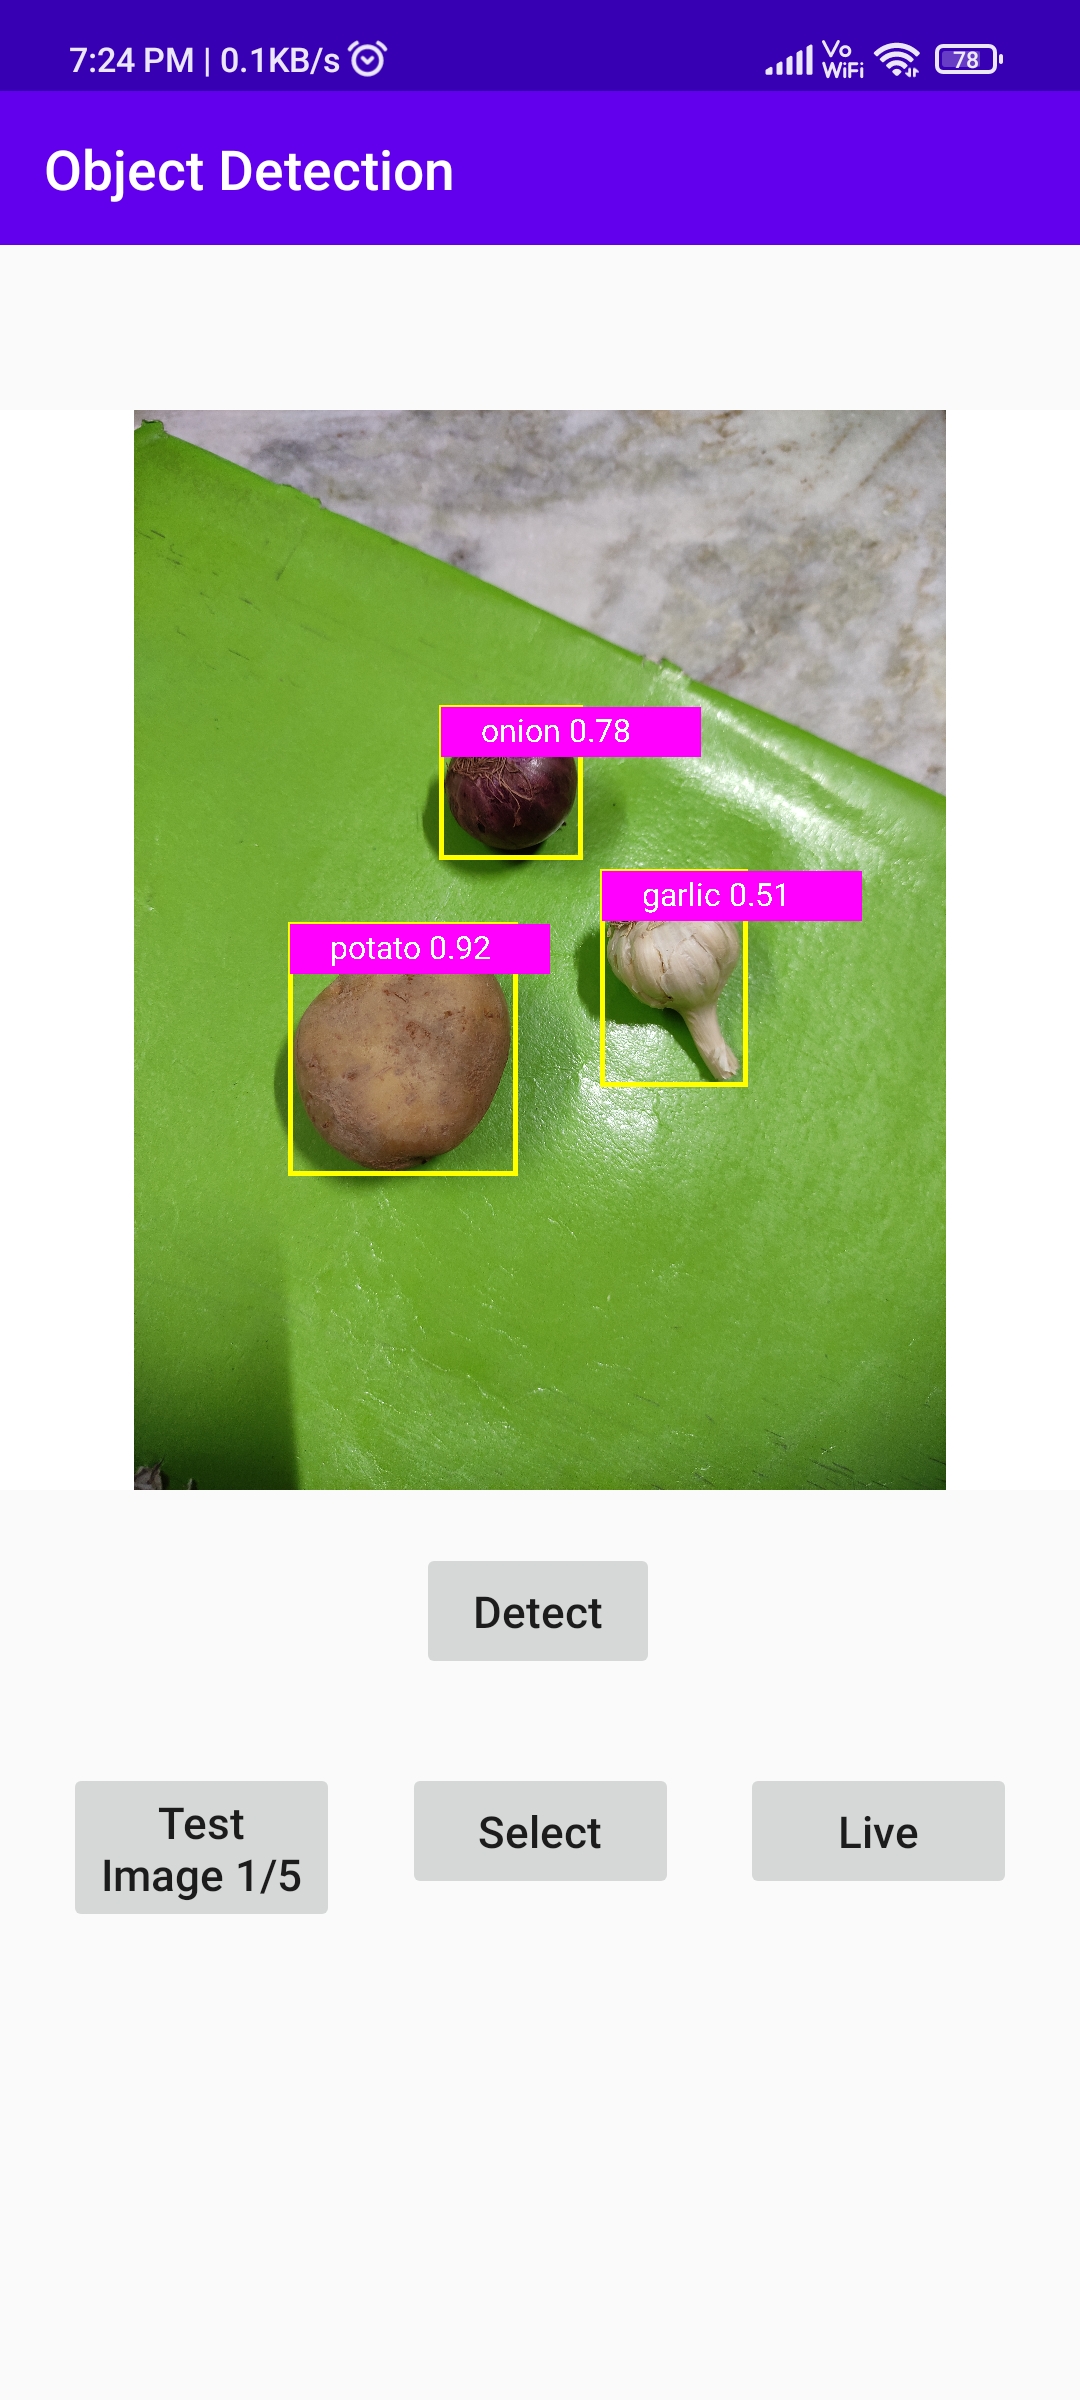 7:24 PM | 0.1KB/s
Vo
WiFi
78
Object Detection
onion 0.78
garlic 0.51
potato 0.92
Detect
Test
Image 1/5
Select
Live